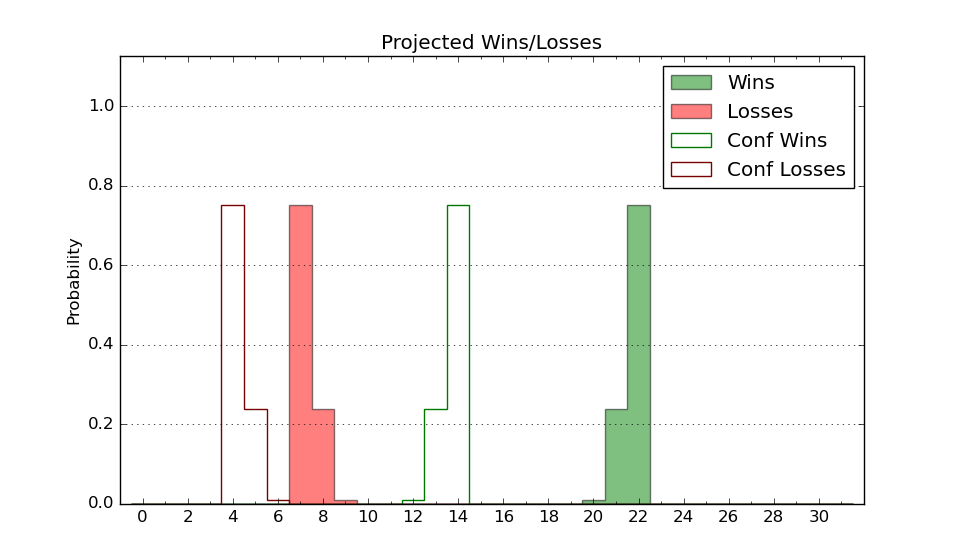 Projected Wins/Losses
Wins
Losses
Conf Wins
Conf Losses
Probability
1.0
0.8
0.6
0.4
0.2
0.0
0 2 4 6 8 10 12 14 16 18 20 22 24 26 28 30